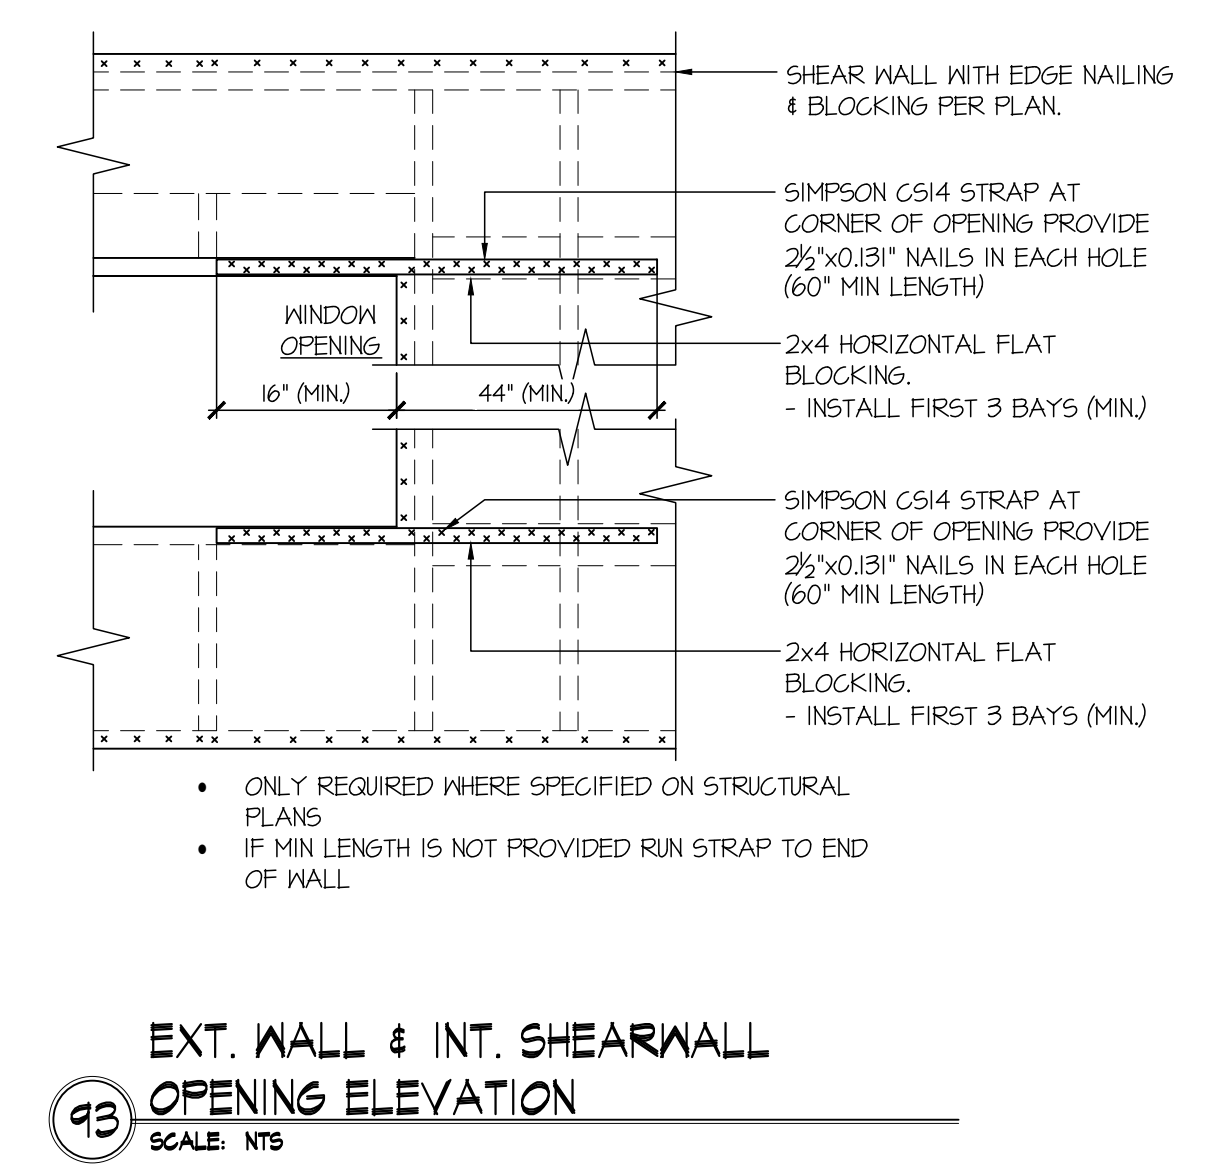 SHEAR WALL WITH EDGE NAILING
& BLOCKING PER PLAN.
SIMPSON CS14 STRAP AT
CORNER OF OPENING PROVIDE
2½"x0.131" NAILS IN EACH HOLE
(60" MIN LENGTH)
WINDOW
OPENING
2x4 HORIZONTAL FLAT
BLOCKING.
- INSTALL FIRST 3 BAYS (MIN.)
16" (MIN.)
44" (MIN.)
SIMPSON CS14 STRAP AT
CORNER OF OPENING PROVIDE
2½"x0.131" NAILS IN EACH HOLE
(60" MIN LENGTH)
2x4 HORIZONTAL FLAT
BLOCKING.
- INSTALL FIRST 3 BAYS (MIN.)
• ONLY REQUIRED WHERE SPECIFIED ON STRUCTURAL
PLANS
• IF MIN LENGTH IS NOT PROVIDED RUN STRAP TO END
OF WALL
EXT. WALL & INT. SHEARWALL
OPENING ELEVATION
93
SCALE: NTS